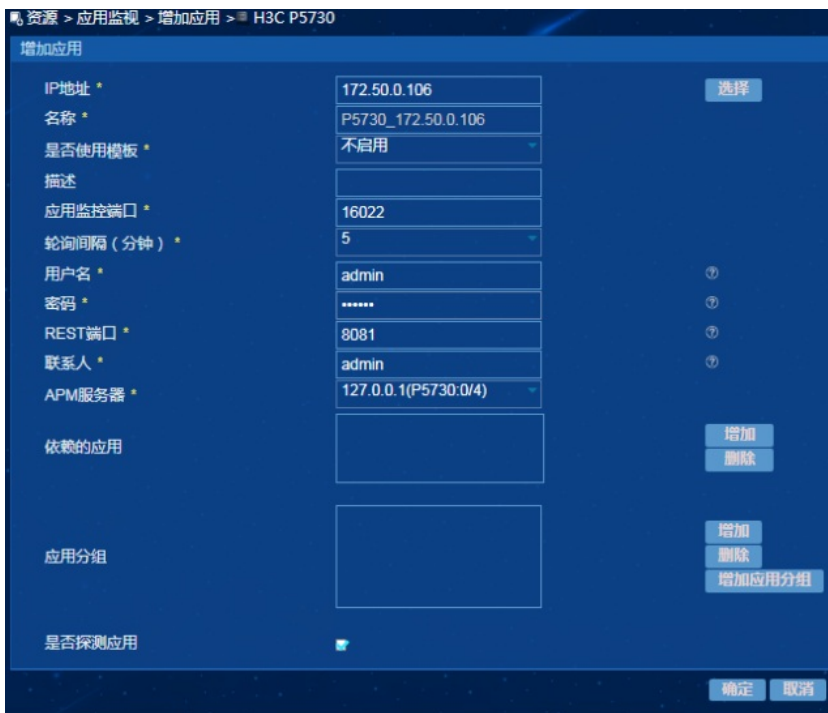 资源 > 应用监视 > 增加应用 > H3C P5730
增加应用
IP地址 * 172.50.0.106 选择
名称 * P5730_172.50.0.106
是否使用模板 * 不启用
描述
应用监控端口 * 16022
轮询间隔（分钟） * 5
用户名 * admin
密码 * ••••••
REST端口 * 8081
联系人 * admin
APM服务器 * 127.0.0.1(P5730:0/4)
依赖的应用 增加
删除
应用分组 增加
删除
增加应用分组
是否探测应用
确定 取消